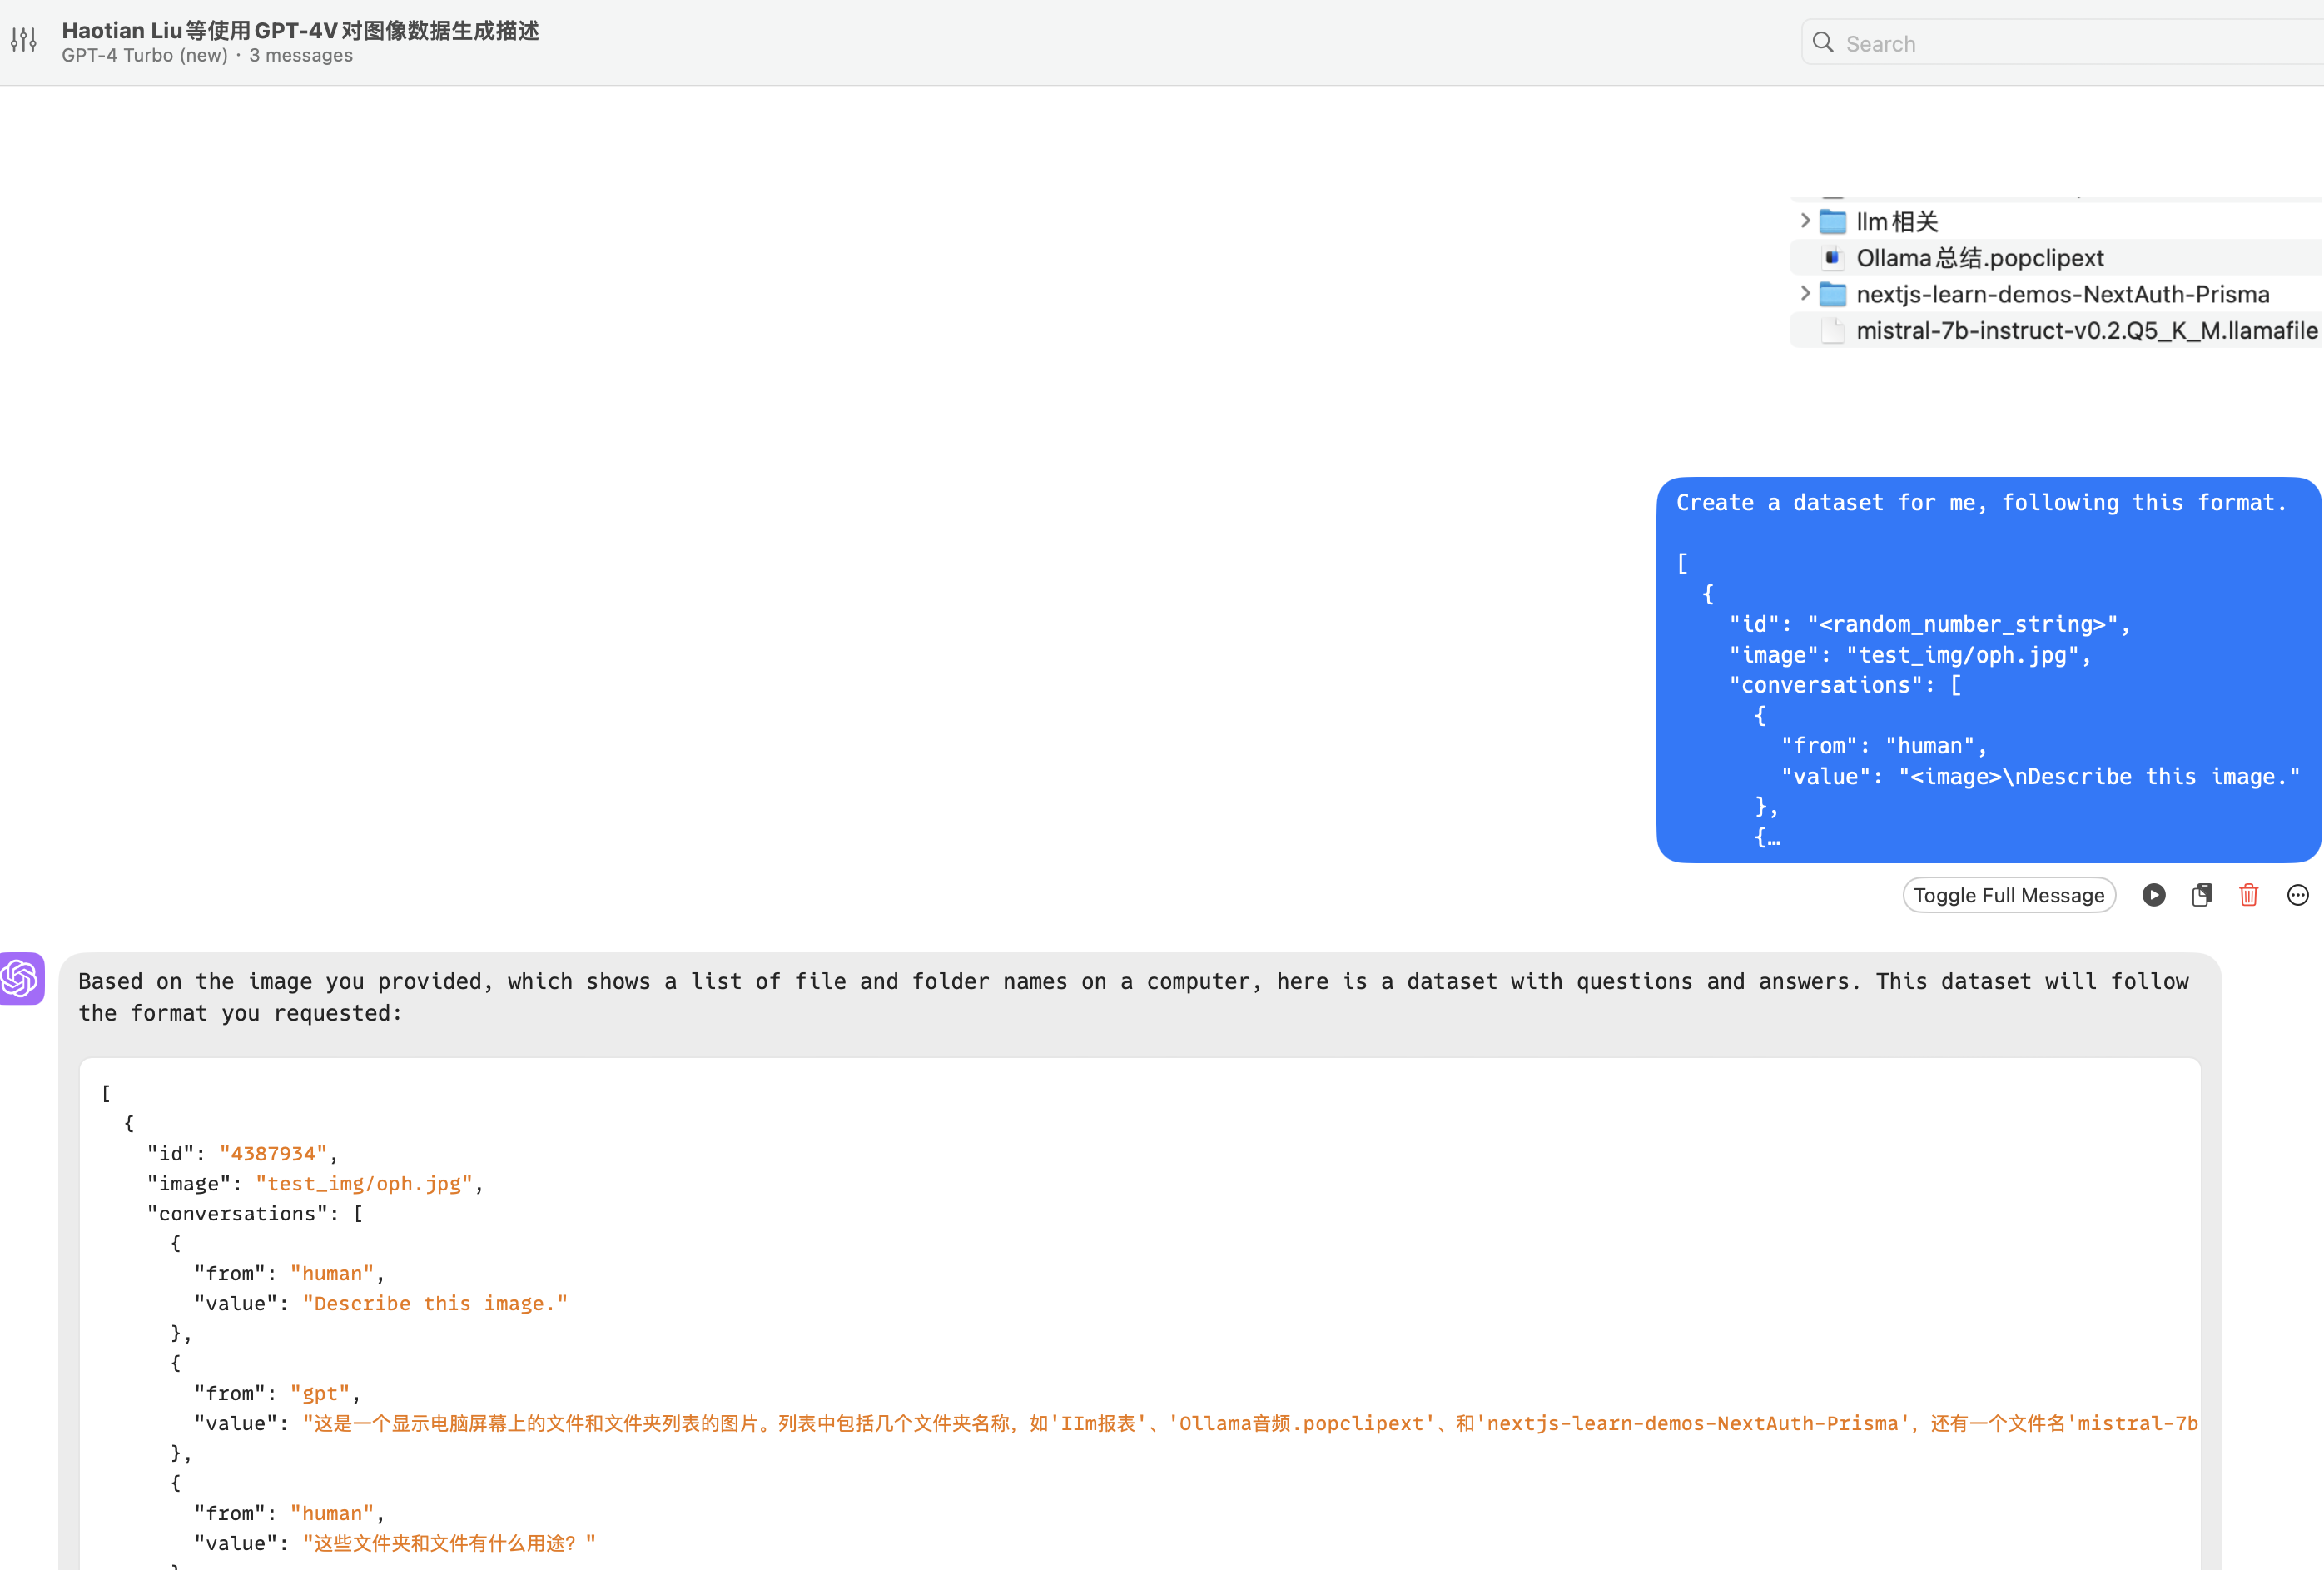 Haotian Liu等使用GPT-4V对图像数据生成描述
GPT-4 Turbo (new) · 3 messages
Search
llm相关
Ollama总结.popclipext
nextjs-learn-demos-NextAuth-Prisma
mistral-7b-instruct-v0.2.Q5_K_M.llamafile
Create a dataset for me, following this format.
[
{
"id": "<random_number_string>",
"image": "test_img/oph.jpg",
"conversations": [
{
"from": "human",
"value": "<image>\nDescribe this image."
},
{…
Toggle Full Message
Based on the image you provided, which shows a list of file and folder names on a computer, here is a dataset with questions and answers. This dataset will follow
the format you requested:
[
{
"id": "4387934",
"image": "test_img/oph.jpg",
"conversations": [
{
"from": "human",
"value": "Describe this image."
},
{
"from": "gpt",
"value": "这是一个显示电脑屏幕上的文件和文件夹列表的图片。列表中包括几个文件夹名称，如'IIm报表'、'Ollama音频.popclipext'、和'nextjs-learn-demos-NextAuth-Prisma'，还有一个文件名'mistral-7b
},
{
"from": "human",
"value": "这些文件夹和文件有什么用途？"